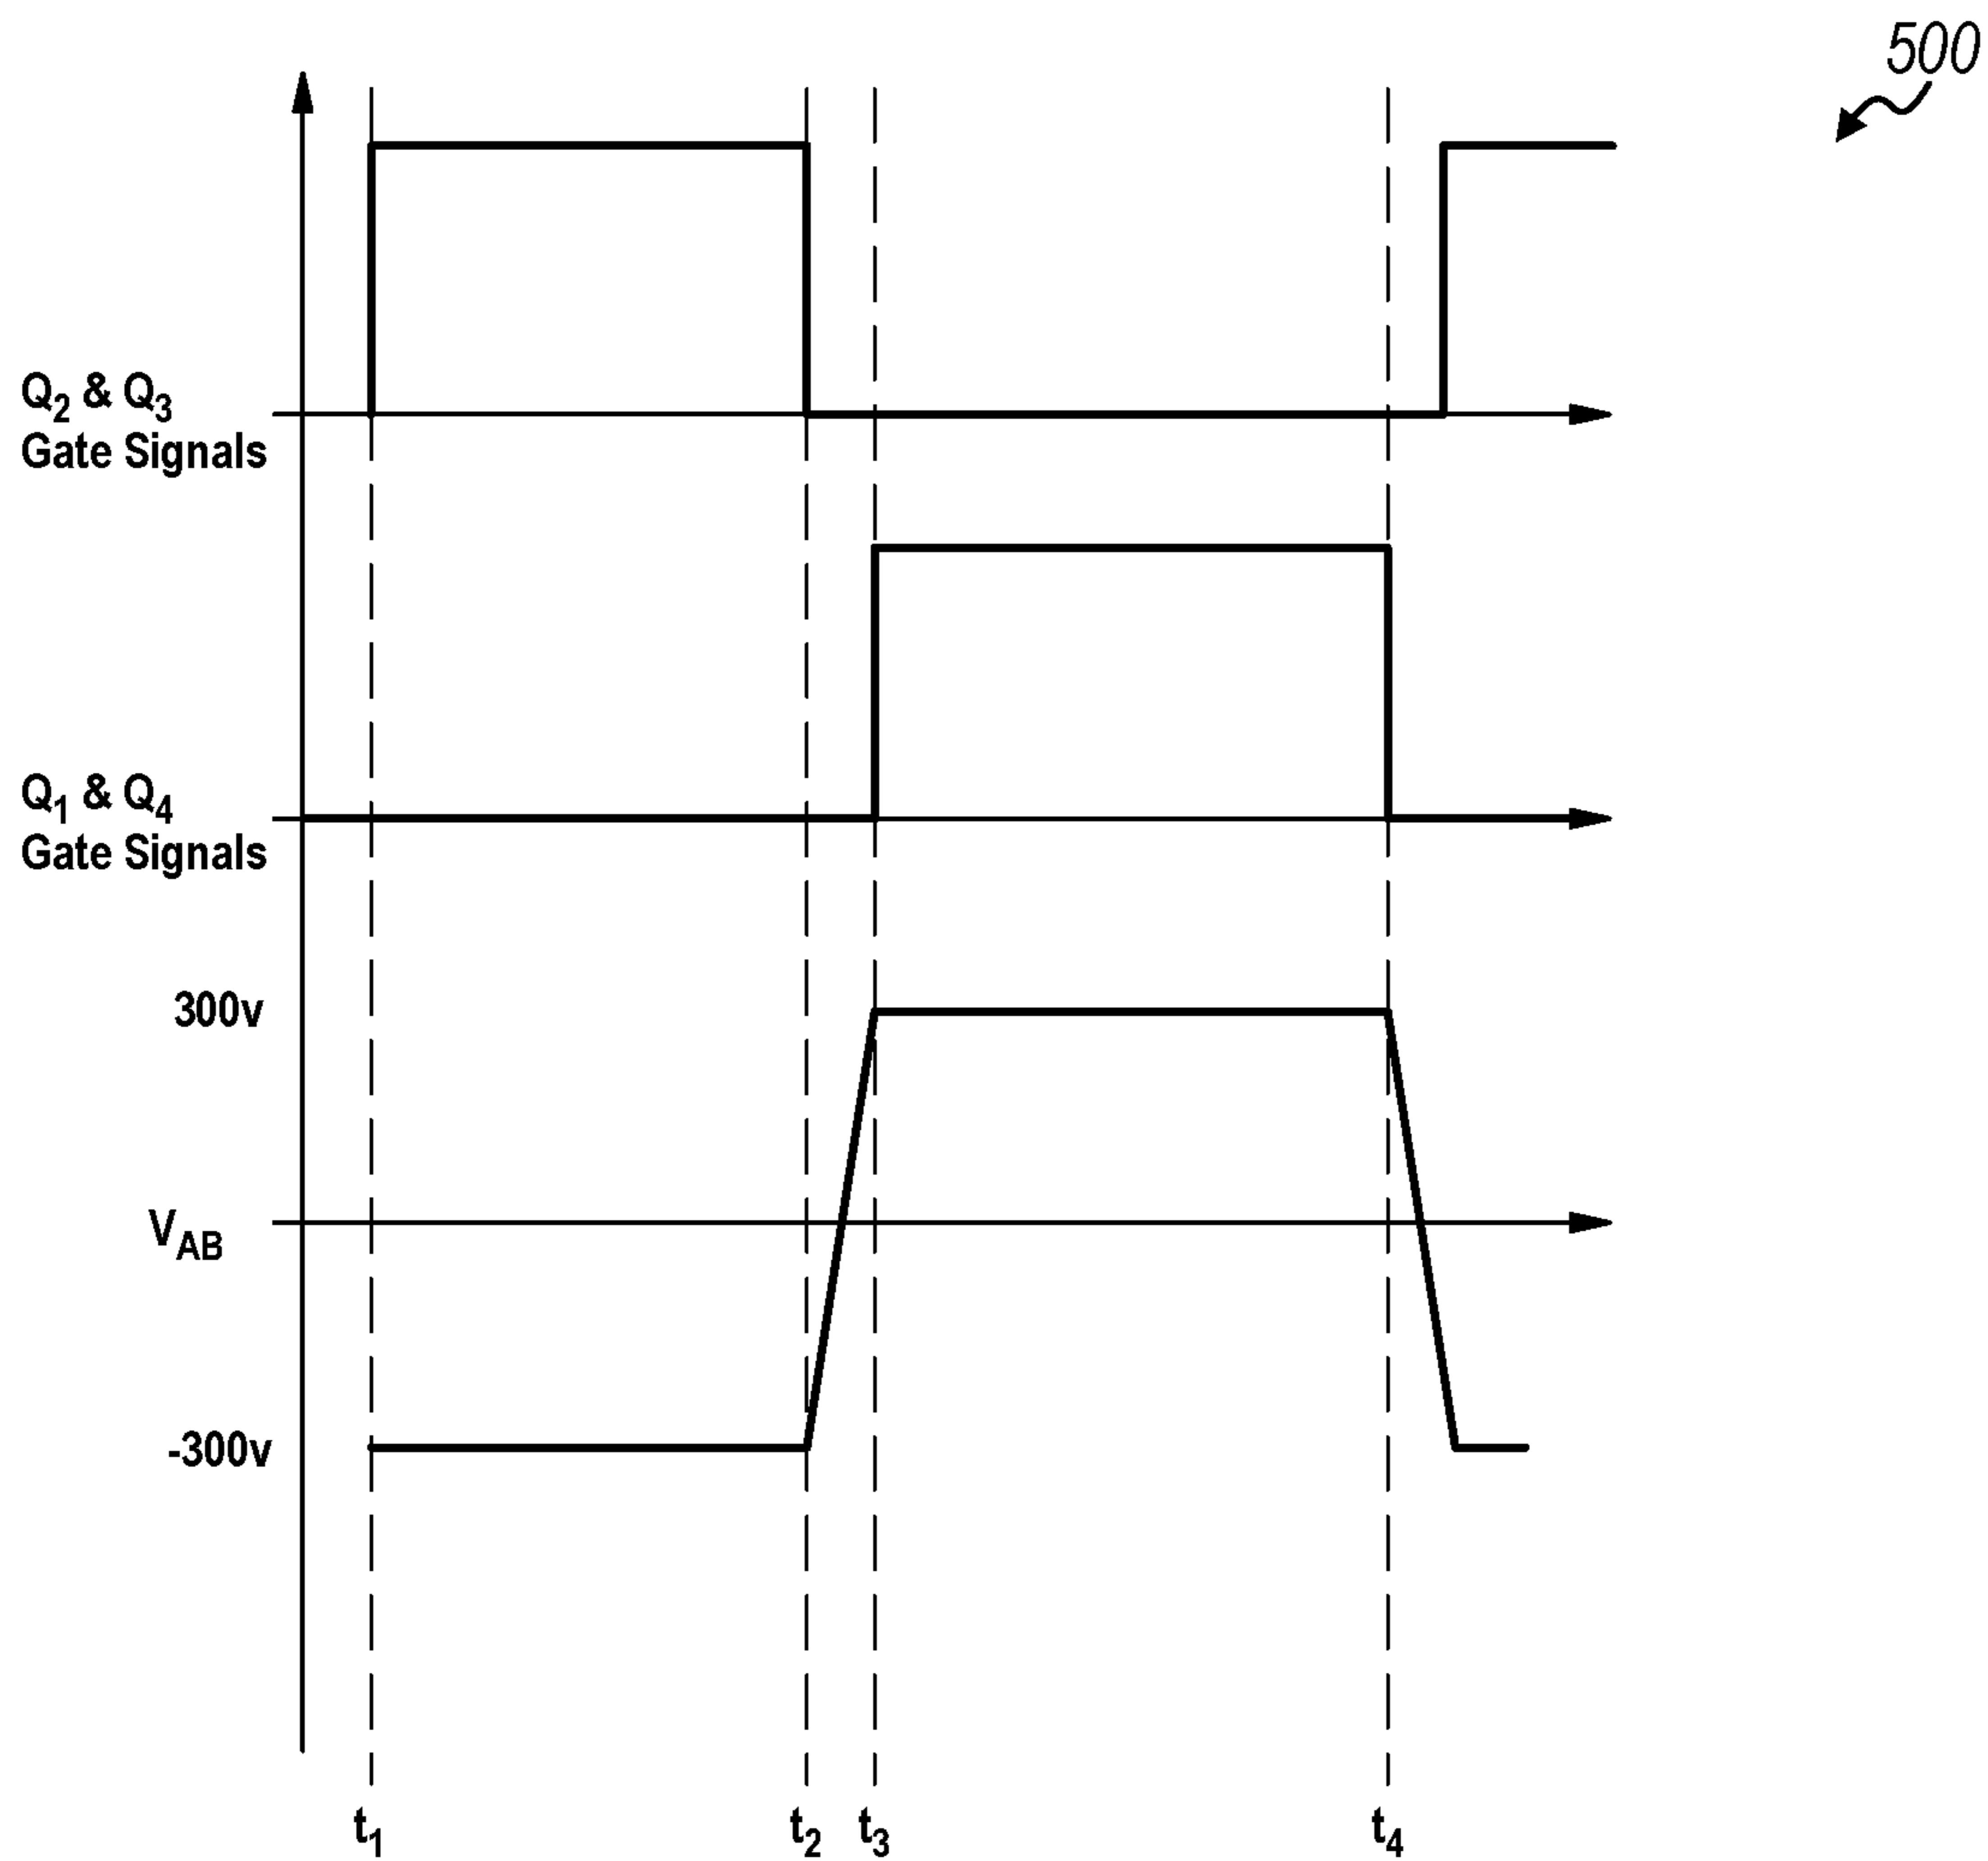 500
Q2 & Q3
Gate Signals
Q1 & Q4
Gate Signals
300v
VAB
-300v
t1 t2 t3 t4